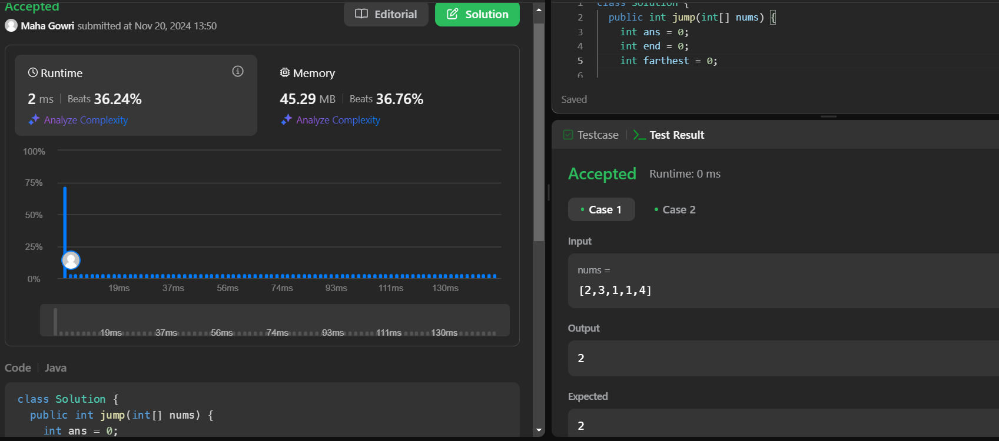 Accepted
Editorial
Solution
Maha Gowri submitted at Nov 20, 2024 13:50
Runtime
2 ms | Beats 36.24%
Analyze Complexity
Memory
45.29 MB | Beats 36.76%
Analyze Complexity
100%
75%
50%
25%
0%
19ms 37ms 56ms 74ms 93ms 111ms 130ms
19ms 37ms 56ms 74ms 93ms 111ms 130ms
Code | Java
class Solution {
public int jump(int[] nums) {
int ans = 0;
1 class Solution {
2 public int jump(int[] nums) {
3 int ans = 0;
4 int end = 0;
5 int farthest = 0;
6
Saved
Testcase | >_ Test Result
Accepted Runtime: 0 ms
• Case 1 • Case 2
Input
nums =
[2,3,1,1,4]
Output
2
Expected
2